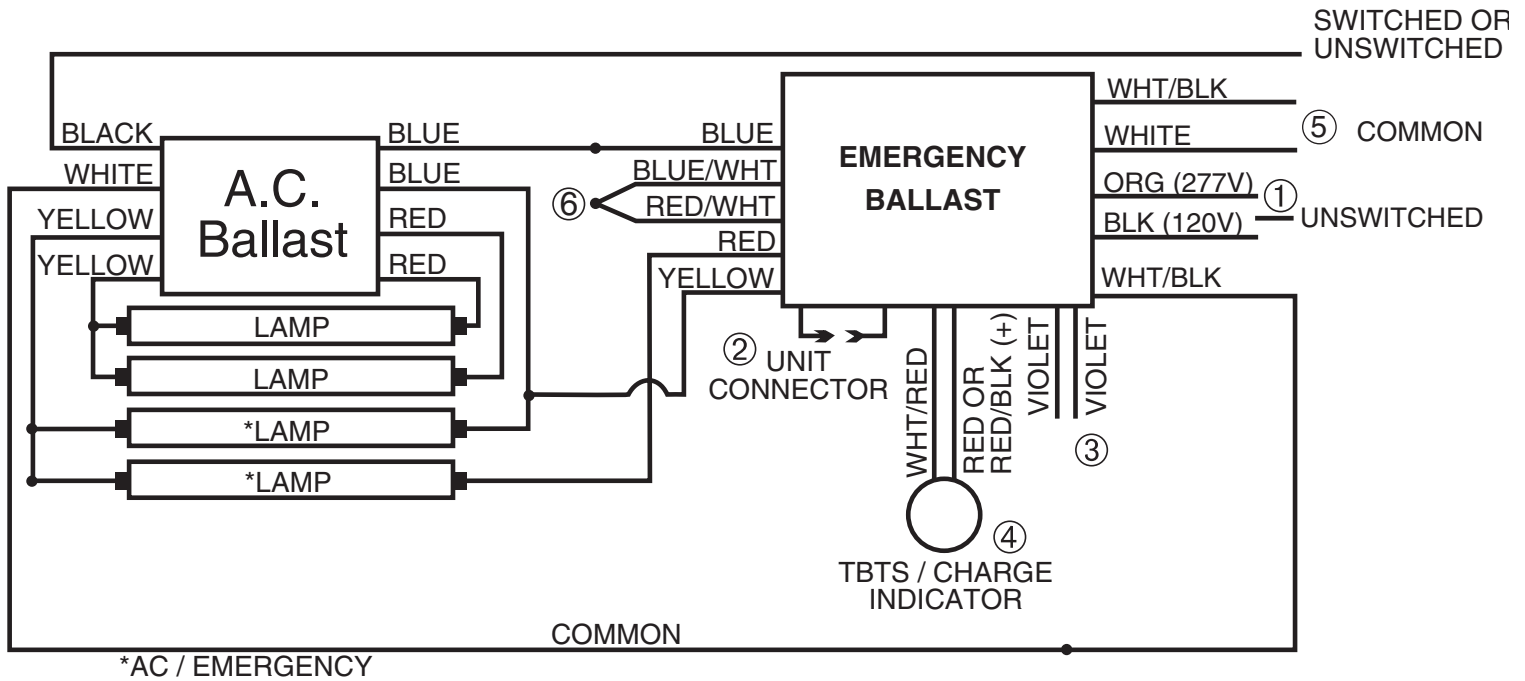 SWITCHED OR
UNSWITCHED
BLACK
WHITE
YELLOW
YELLOW
A.C.
Ballast
BLUE
BLUE
RED
RED
LAMP
LAMP
*LAMP
*LAMP
BLUE
BLUE/WHT
⑥
RED/WHT
RED
YELLOW
EMERGENCY
BALLAST
WHT/BLK
WHITE
⑤ COMMON
ORG (277V)
①
UNSWITCHED
BLK (120V)
WHT/BLK
② UNIT
CONNECTOR
WHT/RED
RED OR
RED/BLK (+)
VIOLET
VIOLET
③
④
TBTS / CHARGE
INDICATOR
COMMON
*AC / EMERGENCY